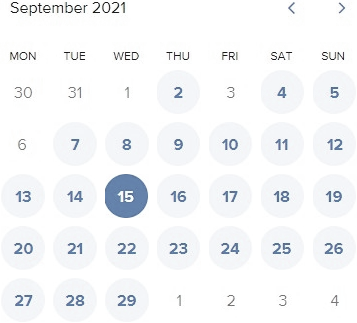 September 2021
MON TUE WED THU FRI SAT SUN
30 31 1 2 3 4 5
6 7 8 9 10 11 12
13 14 15 16 17 18 19
20 21 22 23 24 25 26
27 28 29 1 2 3 4